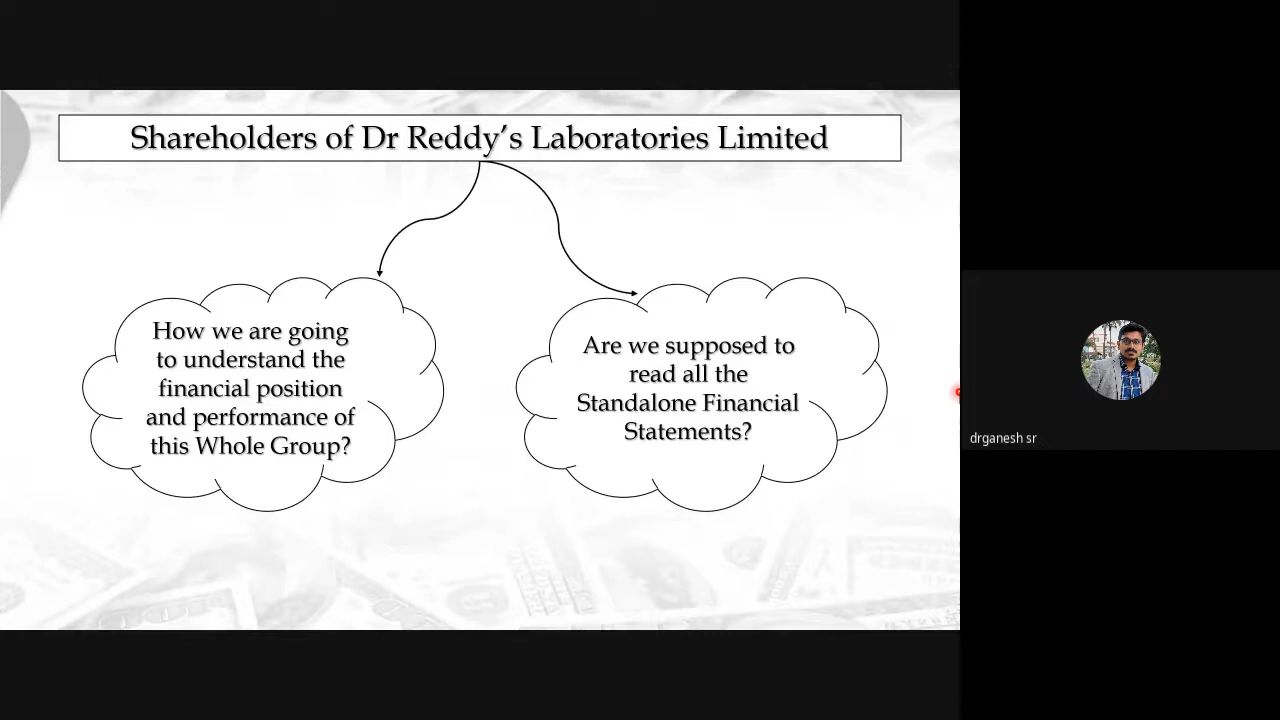 Shareholders of Dr Reddy’s Laboratories Limited
How we are going
to understand the
financial position
and performance of
this Whole Group?
Are we supposed to
read all the
Standalone Financial
Statements?
drganesh sr